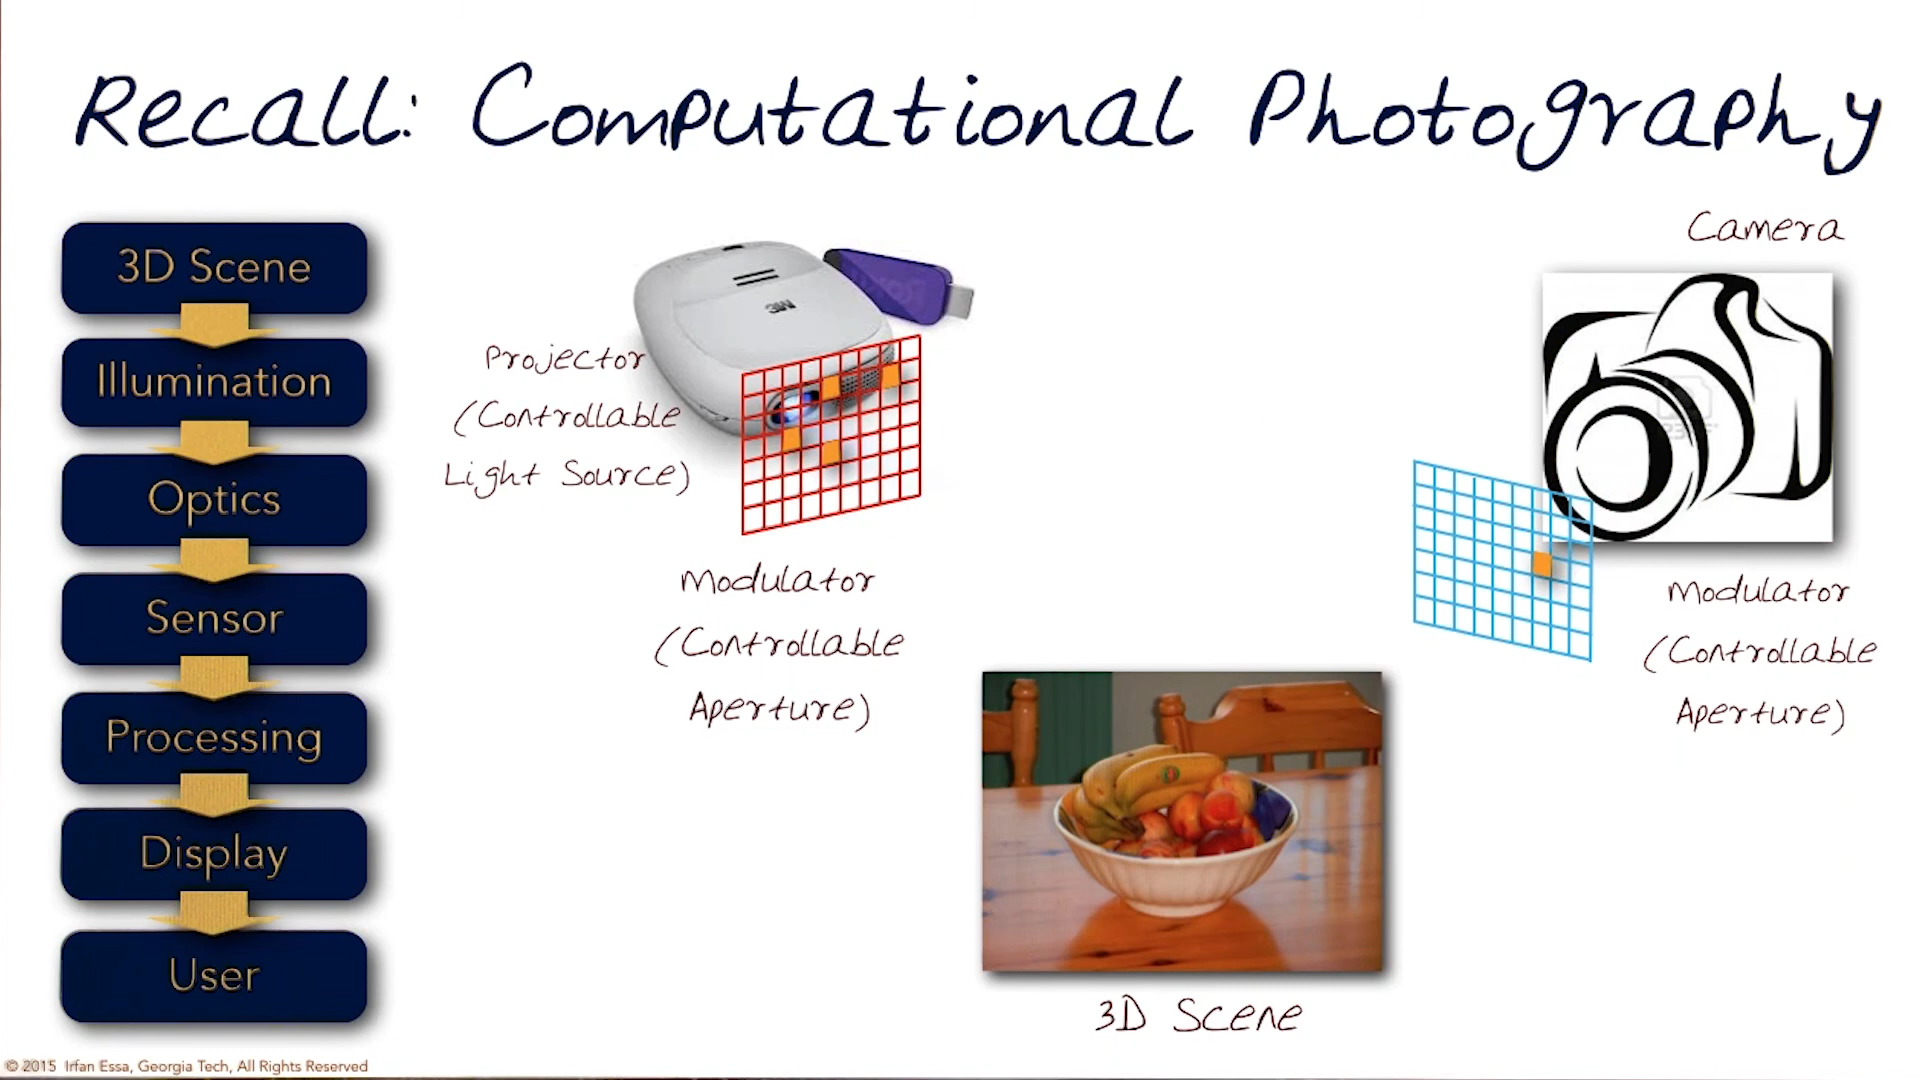 Recall: Computational Photography
3D Scene
Illumination
Optics
Sensor
Processing
Display
User
Projector
(Controllable
Light Source)
3M
Modulator
(Controllable
Aperture)
Camera
Modulator
(Controllable
Aperture)
3D Scene
© 2015 Irfan Essa, Georgia Tech, All Rights Reserved